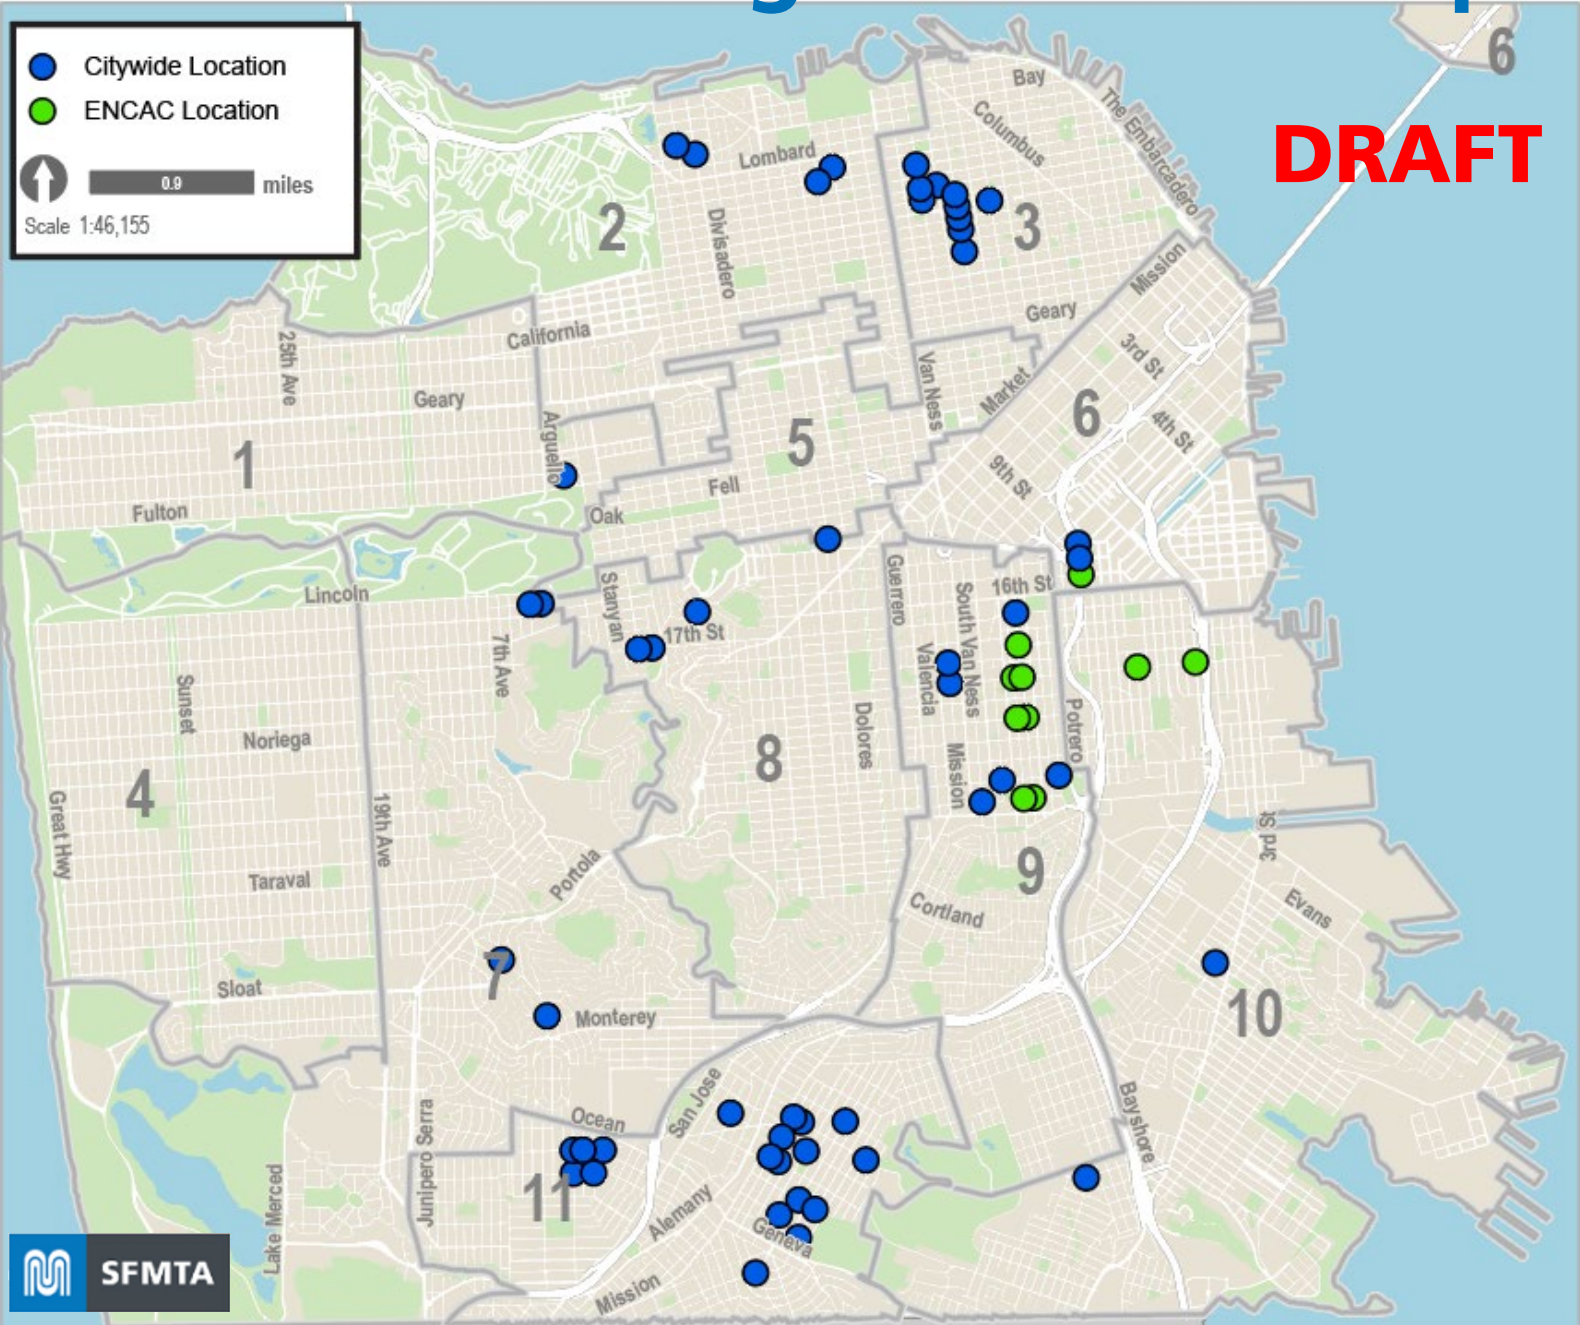 Citywide Location
ENCAC Location
0.9
miles
Scale 1:46,155
DRAFT
6
Bay
Columbus
The Embarcadero
Lombard
2
Divisadero
3
Mission
Geary
California
25th Ave
3rd St
Geary
Van Ness
Market
6
4th St
Arguello
1
5
9th St
Fell
Fulton
Oak
Lincoln
Stanyan
17th St
Guerrero
16th St
South Van Ness
Valencia
7th Ave
Sunset
Noriega
Dolores
Potrero
8
4
Mission
Great Hwy
19th Ave
3rd St
Taraval
Portola
9
Cortland
Evans
7
Sloat
Monterey
10
San Jose
Ocean
Bayshore
Junipero Serra
11
Lake Merced
Alemany
Geneva
Mission
SFMTA